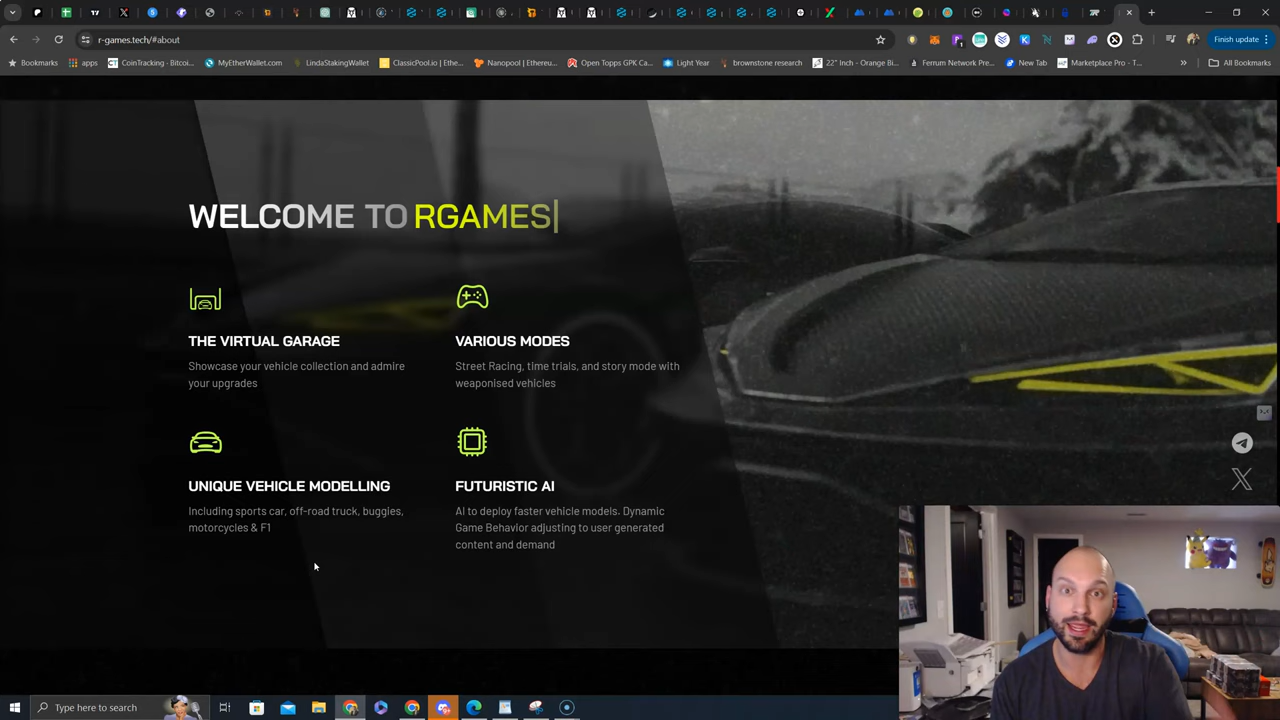 r-games.tech/#about
Finish update
Bookmarks
apps
CoinTracking · Bitcoi...
MyEtherWallet.com
LindaStakingWallet
ClassicPool.io | Ethe...
Nanopool | Ethereu...
Open Topps GPK Ca...
Light Year
brownstone research
22" Inch - Orange Bi...
Ferrum Network Pre...
New Tab
Marketplace Pro - T...
All Bookmarks
WELCOME TO RGAMES|
THE VIRTUAL GARAGE
Showcase your vehicle collection and admire
your upgrades
VARIOUS MODES
Street Racing, time trials, and story mode with
weaponised vehicles
UNIQUE VEHICLE MODELLING
Including sports car, off-road truck, buggies,
motorcycles & F1
FUTURISTIC AI
AI to deploy faster vehicle models. Dynamic
Game Behavior adjusting to user generated
content and demand
Type here to search